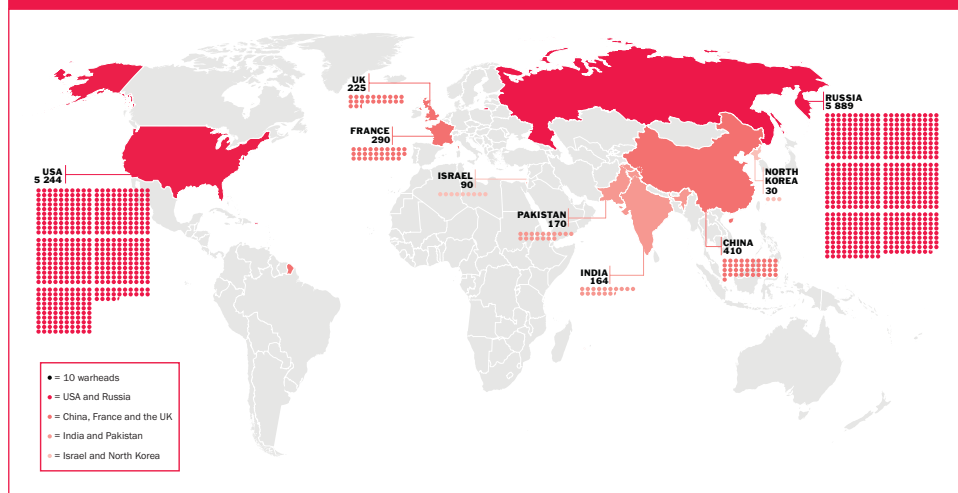 UK
225
RUSSIA
5 889
FRANCE
290
USA
5 244
ISRAEL
90
NORTH
KOREA
30
PAKISTAN
170
CHINA
410
INDIA
164
= 10 warheads
= USA and Russia
= China, France and the UK
= India and Pakistan
= Israel and North Korea